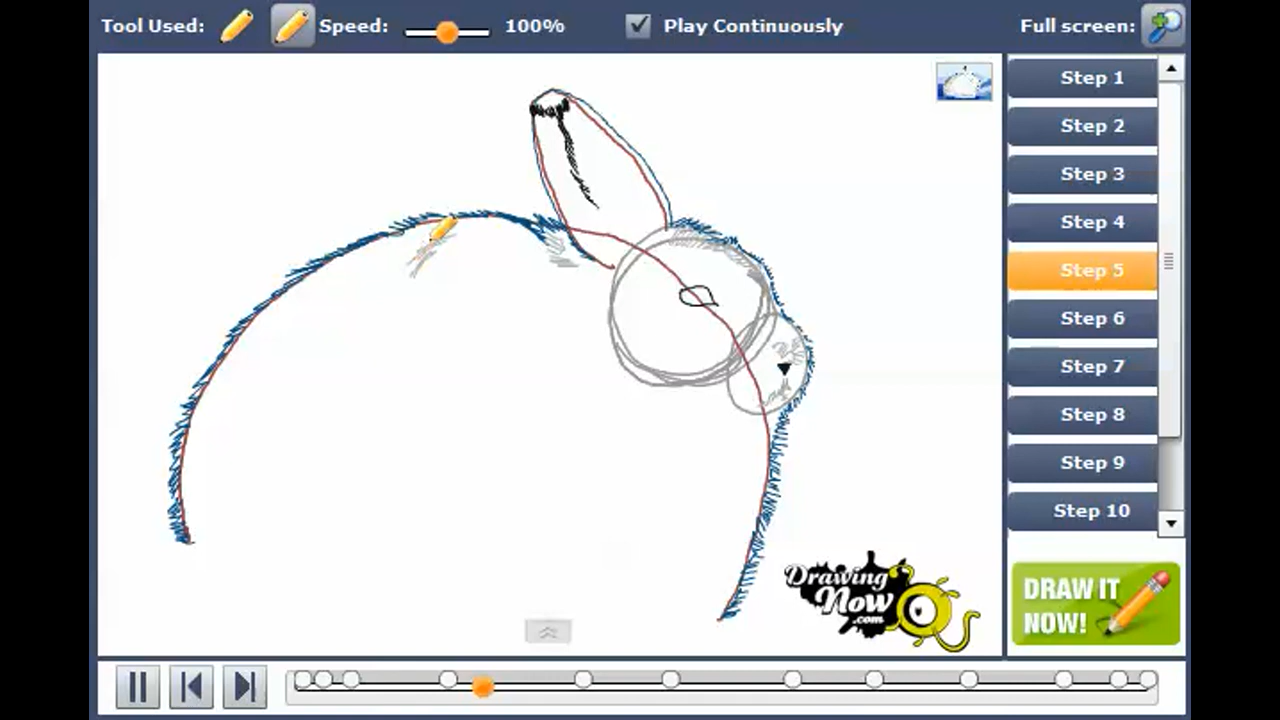 Tool Used:
Speed:
100%
Play Continuously
Full screen:
Step 1
Step 2
Step 3
Step 4
Step 5
Step 6
Step 7
Step 8
Step 9
Step 10
Drawing
Now
.com
DRAW IT
NOW!